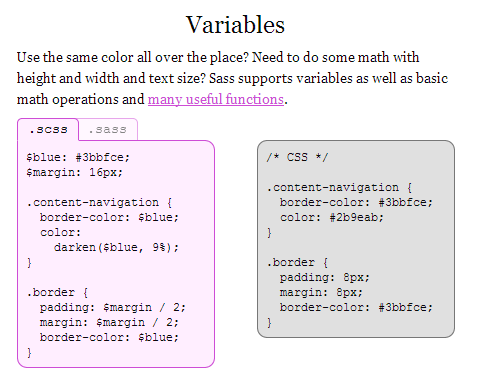 Variables
Use the same color all over the place? Need to do some math with
height and width and text size? Sass supports variables as well as basic
math operations and many useful functions.
.scss .sass
$blue: #3bbfce;
$margin: 16px;
.content-navigation {
border-color: $blue;
color:
darken($blue, 9%);
}
.border {
padding: $margin / 2;
margin: $margin / 2;
border-color: $blue;
}
/* CSS */
.content-navigation {
border-color: #3bbfce;
color: #2b9eab;
}
.border {
padding: 8px;
margin: 8px;
border-color: #3bbfce;
}